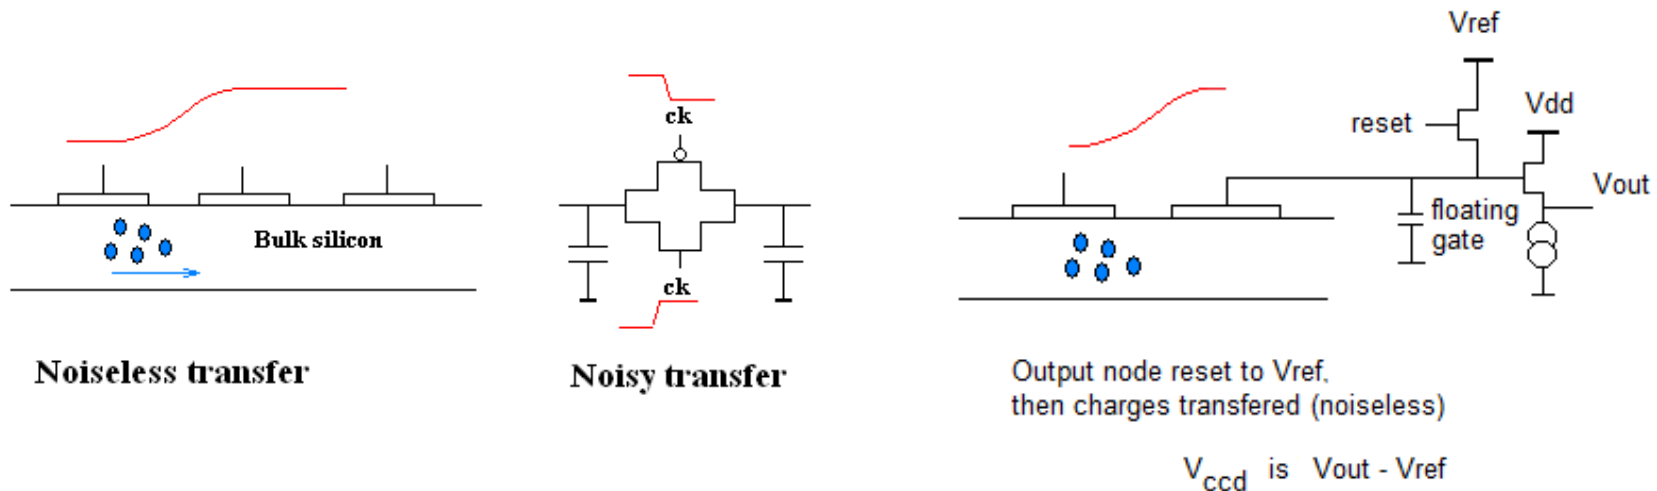 Bulk silicon
Noiseless transfer
ck
ck
Noisy transfer
Vref
reset
Vdd
Vout
floating
gate
Output node reset to Vref,
then charges transfered (noiseless)
Vccd is Vout - Vref